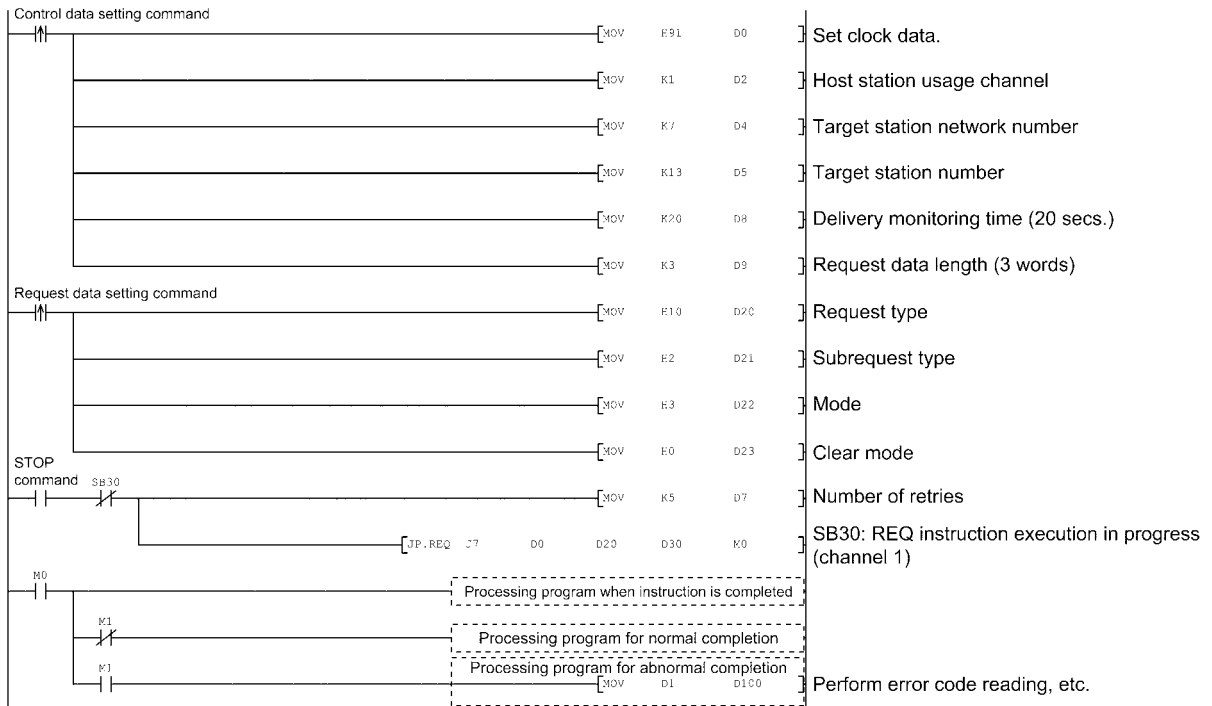 Control data setting command
MOV H91 D0 Set clock data.
MOV K1 D2 Host station usage channel
MOV K7 D4 Target station network number
MOV K13 D5 Target station number
MOV K20 D8 Delivery monitoring time (20 secs.)
MOV K3 D9 Request data length (3 words)
Request data setting command
MOV H10 D20 Request type
MOV H2 D21 Subrequest type
MOV H3 D22 Mode
MOV H0 D23 Clear mode
STOP
command SB30
MOV K5 D7 Number of retries
JP.REQ J7 D0 D20 D30 M0 SB30: REQ instruction execution in progress
(channel 1)
M0
Processing program when instruction is completed
M1
Processing program for normal completion
M1 Processing program for abnormal completion
MOV D1 D100 Perform error code reading, etc.